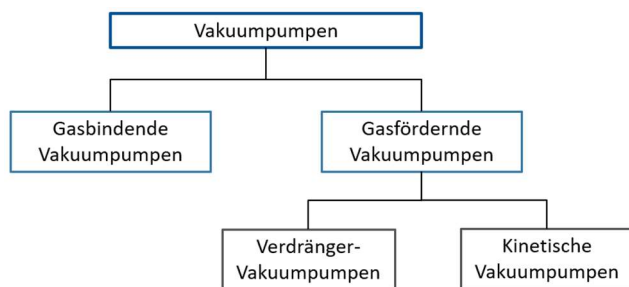 Vakuumpumpen
Gasbindende
Vakuumpumpen
Gasfördernde
Vakuumpumpen
Verdränger-
Vakuumpumpen
Kinetische
Vakuumpumpen